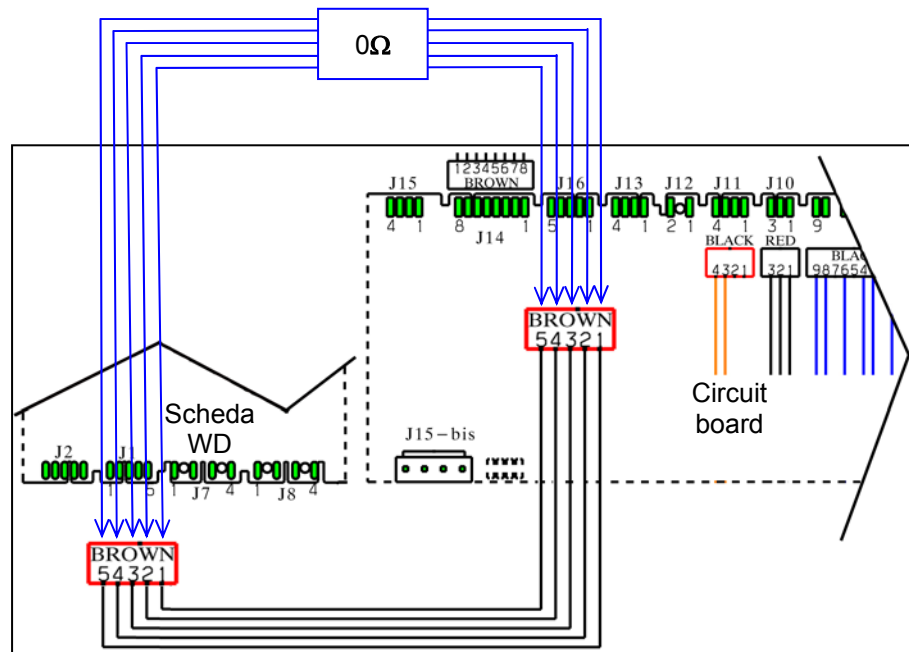 0Ω
12345678
BROWN
J15
J16
J13
J12
J11
J10
4 1
8 1
5 1
4 1
2 1
4 1
3 1
9
J14
BLACK
RED
4321
321
987654
BROWN
54321
Circuit
board
Scheda
WD
J2
J1
1 5
1 4
1 4
J7
J8
J15-bis
BROWN
54321